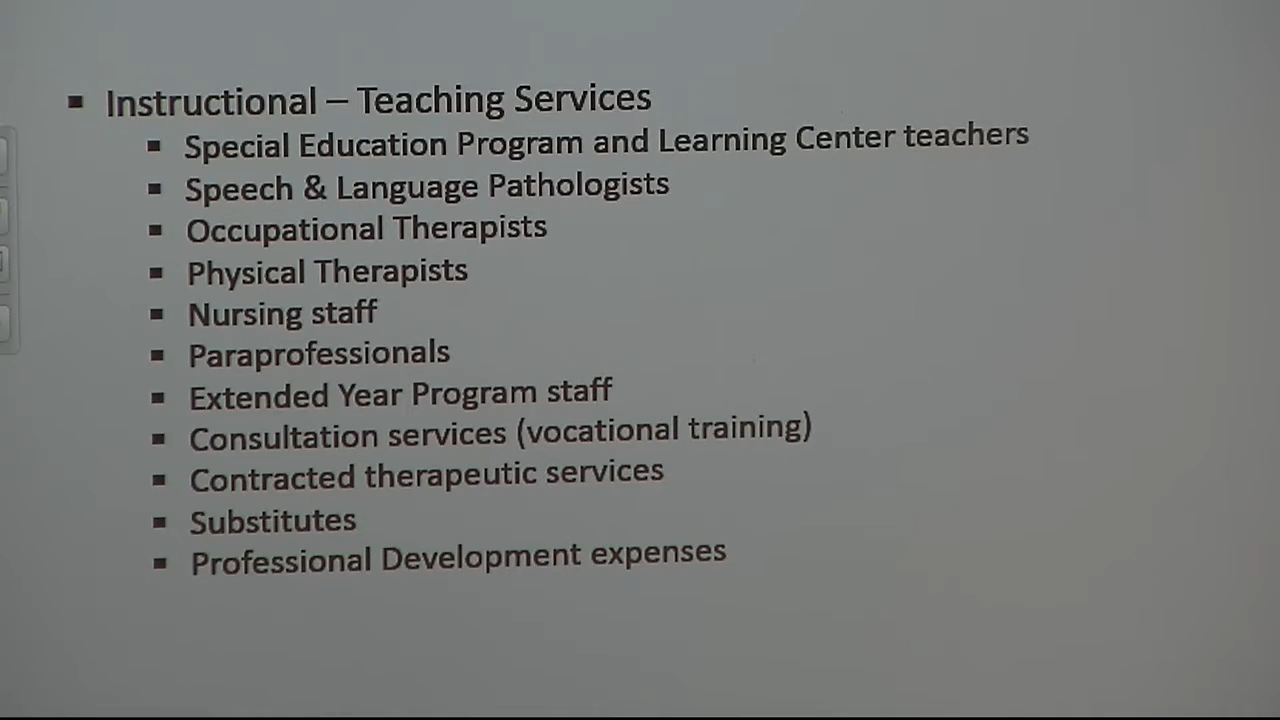 Instructional – Teaching Services
Special Education Program and Learning Center teachers
Speech & Language Pathologists
Occupational Therapists
Physical Therapists
Nursing staff
Paraprofessionals
Extended Year Program staff
Consultation services (vocational training)
Contracted therapeutic services
Substitutes
Professional Development expenses